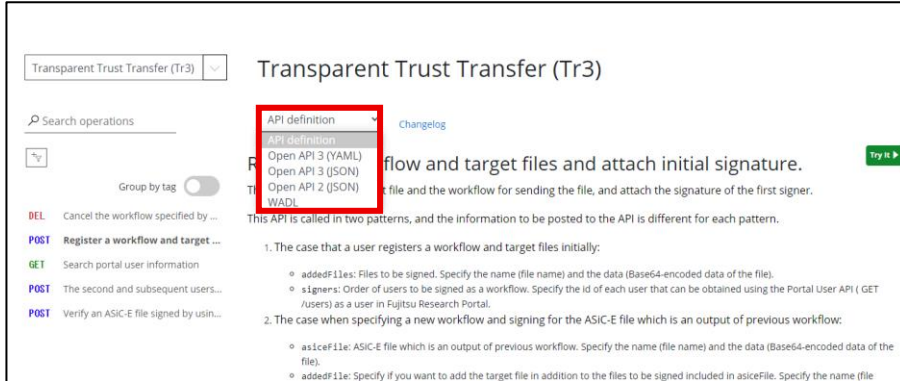 Transparent Trust Transfer (Tr3)
Transparent Trust Transfer (Tr3)
Search operations
Group by tag
DEL Cancel the workflow specified by ...
POST Register a workflow and target ...
GET Search portal user information
POST The second and subsequent users...
POST Verify an ASiC-E file signed by usin...
API definition
Changelog
API definition
Open API 3 (YAML)
Open API 3 (JSON)
Open API 2 (JSON)
WADL
flow and target files and attach initial signature.
Try it
t file and the workflow for sending the file, and attach the signature of the first signer.
This API is called in two patterns, and the information to be posted to the API is different for each pattern.
1. The case that a user registers a workflow and target files initially:
addedFiles: Files to be signed. Specify the name (file name) and the data (Base64-encoded data of the file).
signers: Order of users to be signed as a workflow. Specify the id of each user that can be obtained using the Portal User API ( GET
/users) as a user in Fujitsu Research Portal.
2. The case when specifying a new workflow and signing for the ASiC-E file which is an output of previous workflow:
asiceFile: ASiC-E file which is an output of previous workflow. Specify the name (file name) and the data (Base64-encoded data of the
file).
addedFile: Specify if you want to add the target file in addition to the files to be signed included in asiceFile. Specify the name (file